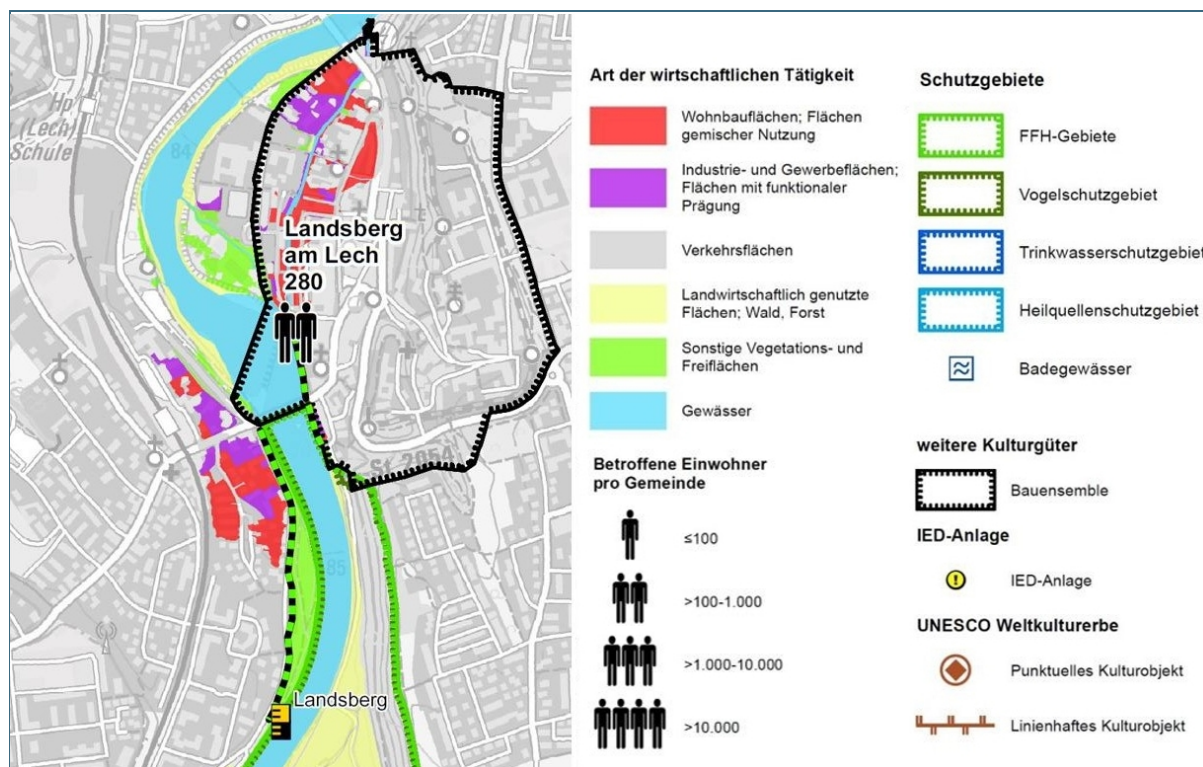 Hp
Lech
Schule
84
Landsberg
am Lech
280
St 2054
85
Landsberg
Art der wirtschaftlichen Tätigkeit
Wohnbauflächen; Flächen
gemischer Nutzung
Industrie- und Gewerbeflächen;
Flächen mit funktionaler
Prägung
Verkehrsflächen
Landwirtschaftlich genutzte
Flächen; Wald, Forst
Sonstige Vegetations- und
Freiflächen
Gewässer
Betroffene Einwohner
pro Gemeinde
≤100
>100-1.000
>1.000-10.000
>10.000
Schutzgebiete
FFH-Gebiete
Vogelschutzgebiet
Trinkwasserschutzgebiet
Heilquellenschutzgebiet
Badegewässer
weitere Kulturgüter
Bauensemble
IED-Anlage
IED-Anlage
UNESCO Weltkulturerbe
Punktuelles Kulturobjekt
Linienhaftes Kulturobjekt